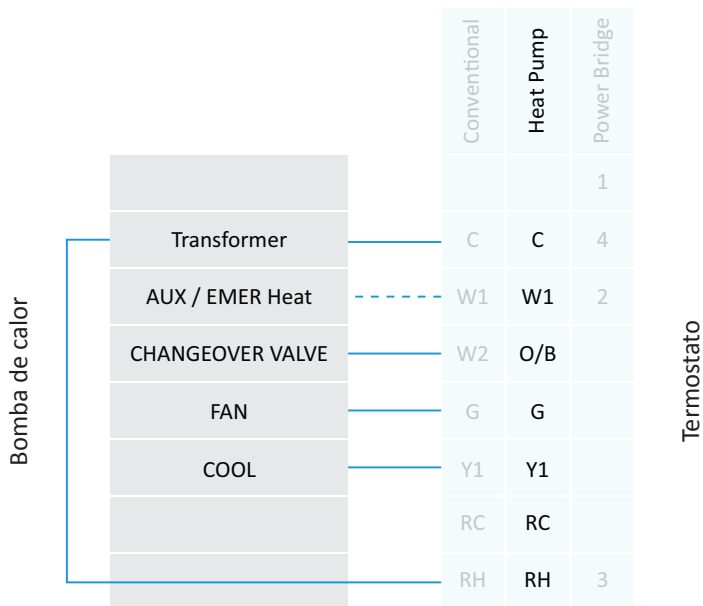 Conventional
Heat Pump
Power Bridge
1
Transformer C C 4
AUX / EMER Heat W1 W1 2
CHANGEOVER VALVE W2 O/B
FAN G G
COOL Y1 Y1
RC RC
RH RH 3
Bomba de calor
Termostato